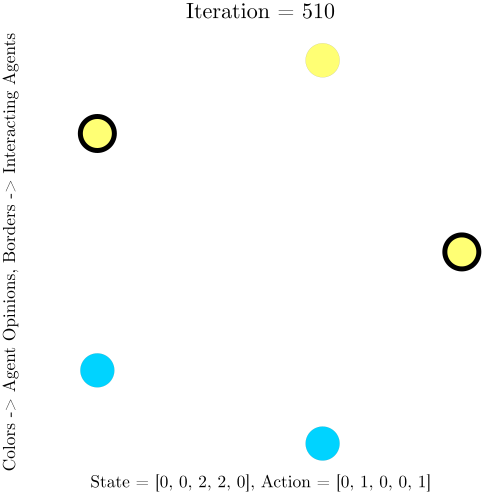 Iteration = 510
Colors -> Agent Opinions, Borders -> Interacting Agents
State = [0, 0, 2, 2, 0], Action = [0, 1, 0, 0, 1]